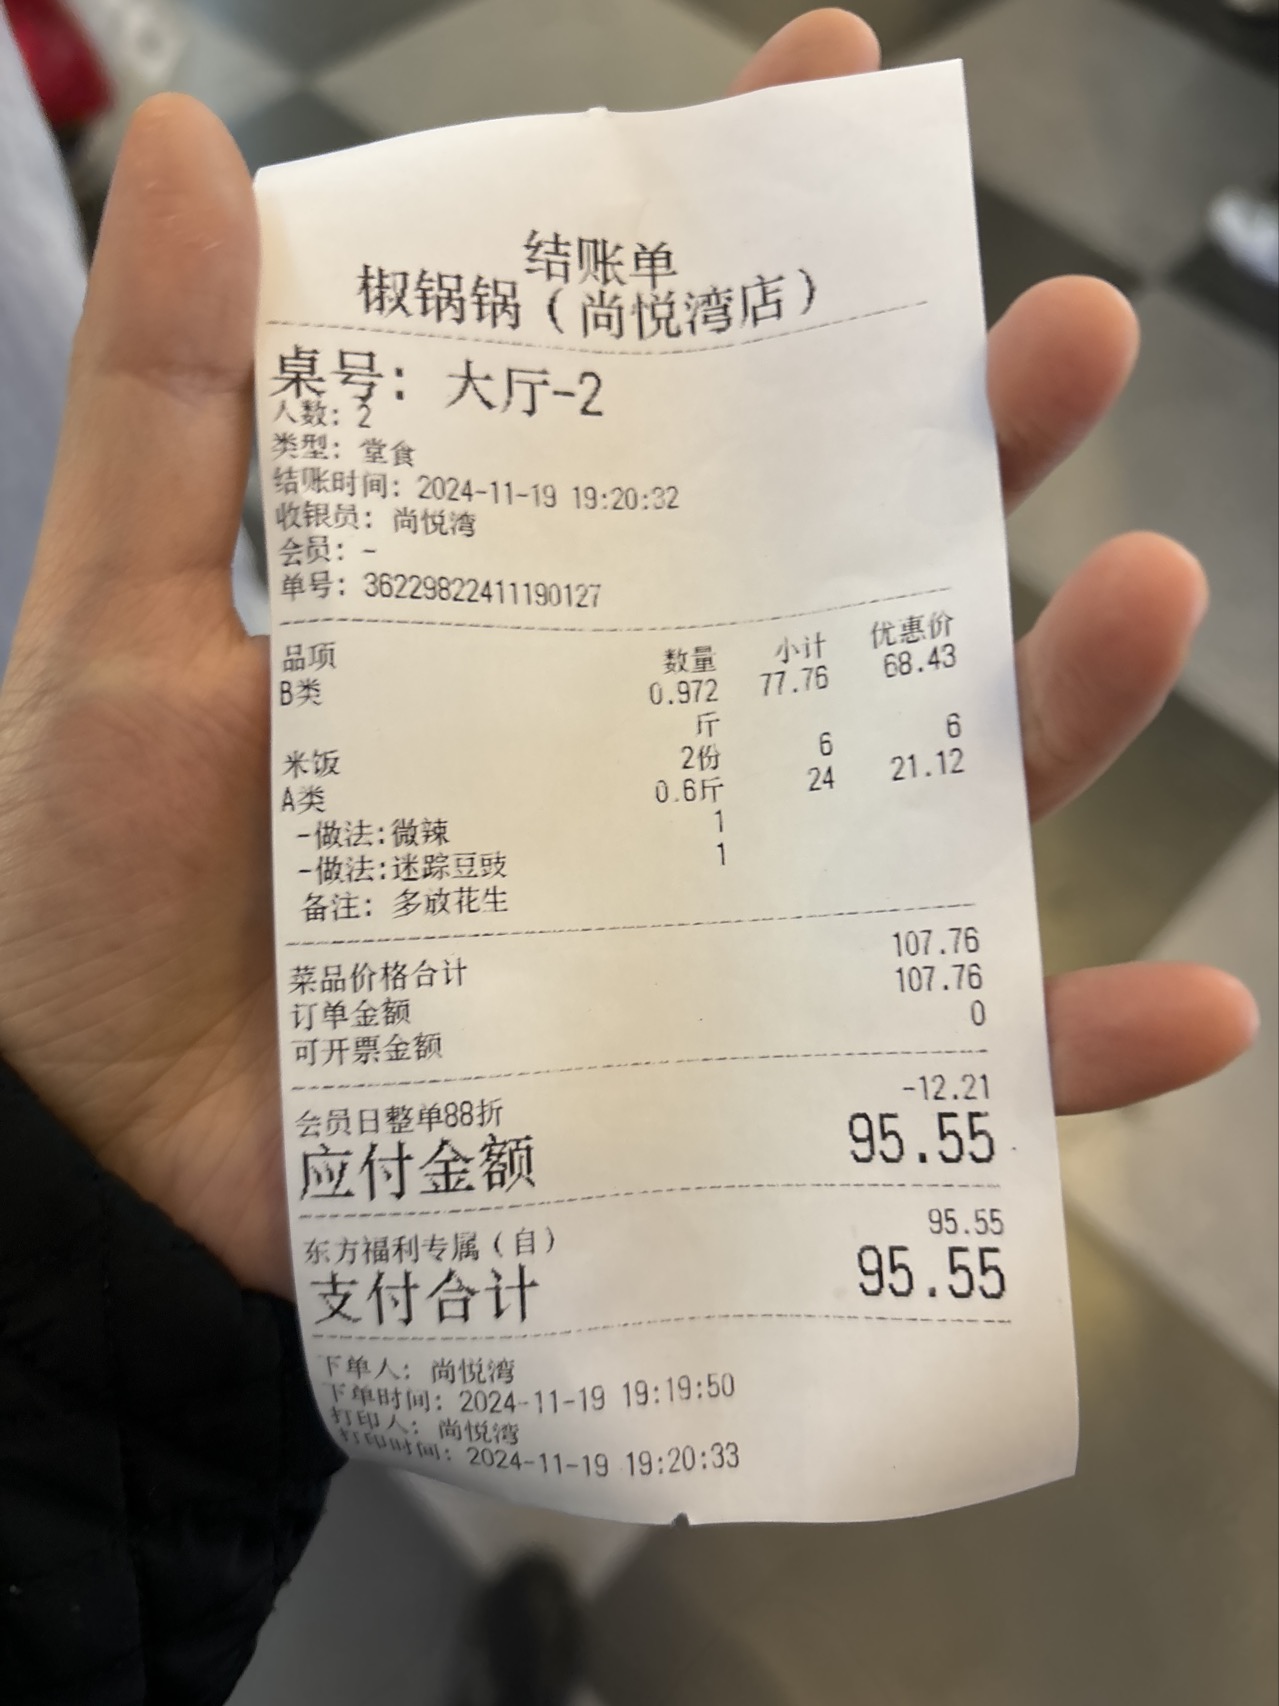 结账单
椒锅锅（尚悦湾店）
桌号： 大厅-2
人数：2
类型：堂食
结账时间：2024-11-19 19:20:32
收银员：尚悦湾
会员：-
单号：36229822411190127
品项 数量 小计 优惠价
B类 0.972 77.76 68.43
斤
米饭 2份 6 6
A类 0.6斤 24 21.12
-做法:微辣 1
-做法:迷踪豆豉 1
备注：多放花生
菜品价格合计 107.76
订单金额 107.76
可开票金额 0
会员日整单88折 -12.21
应付金额 95.55
东方福利专属（自） 95.55
支付合计 95.55
下单人：尚悦湾
下单时间：2024-11-19 19:19:50
打印人：尚悦湾
打印时间：2024-11-19 19:20:33